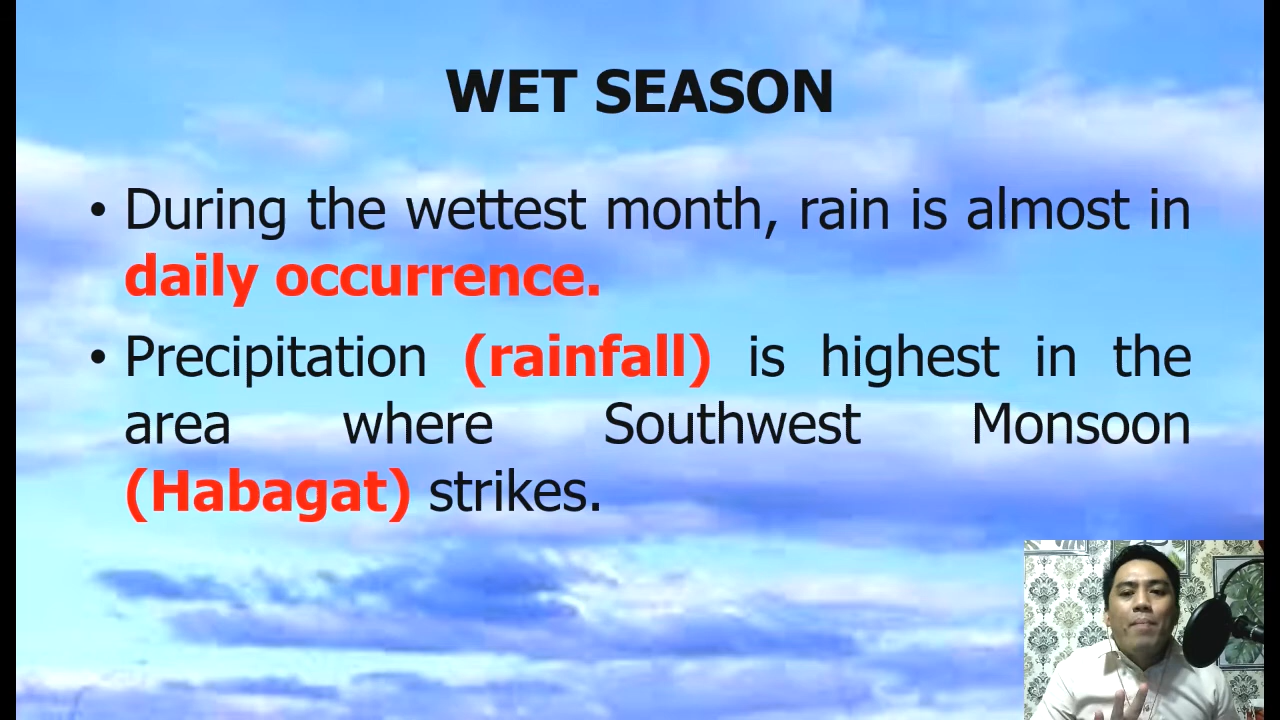 WET SEASON
• During the wettest month, rain is almost in
daily occurrence.
• Precipitation (rainfall) is highest in the
area where Southwest Monsoon
(Habagat) strikes.